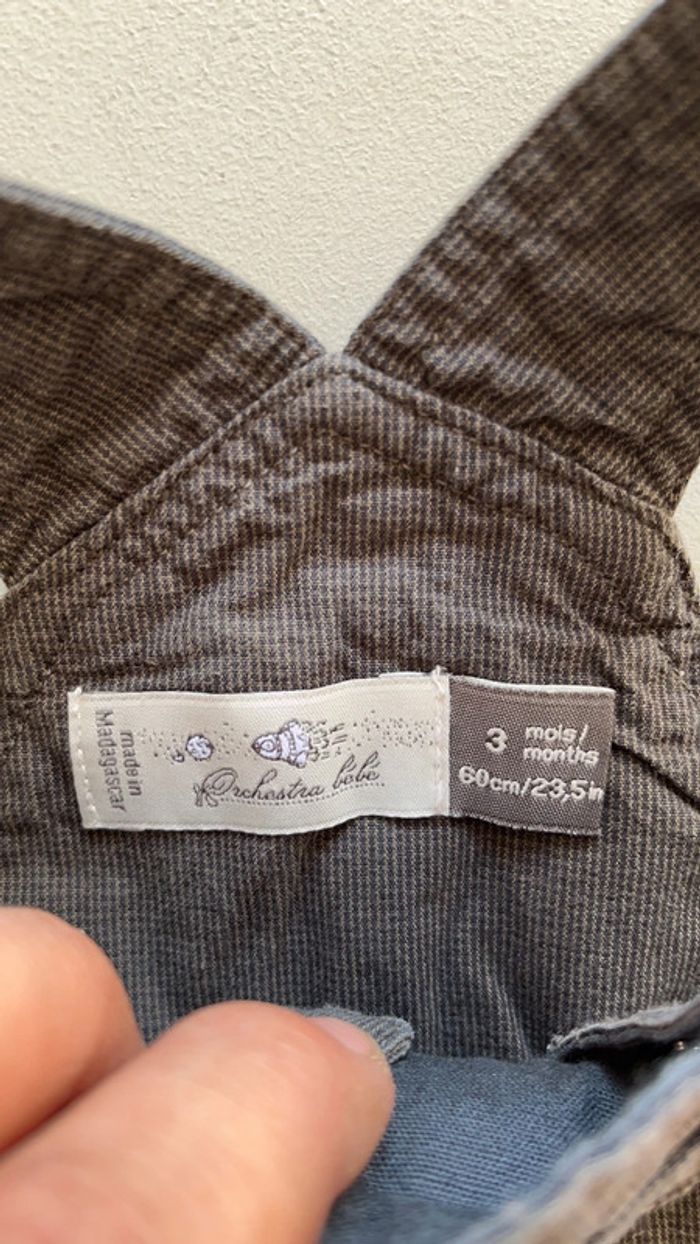 made in
Madagascar
Orchestra bébé
3 mois/
months
60cm/23,5in